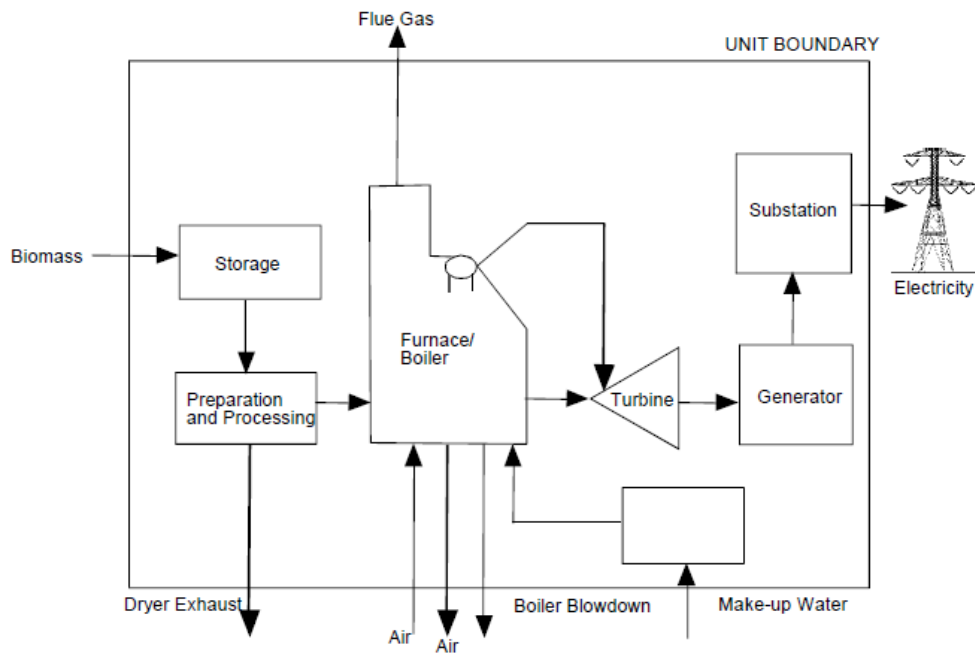 Flue Gas
UNIT BOUNDARY
Biomass
Storage
Substation
Electricity
Furnace/
Boiler
Preparation
and Processing
Turbine
Generator
Dryer Exhaust
Boiler Blowdown
Make-up Water
Air
Air